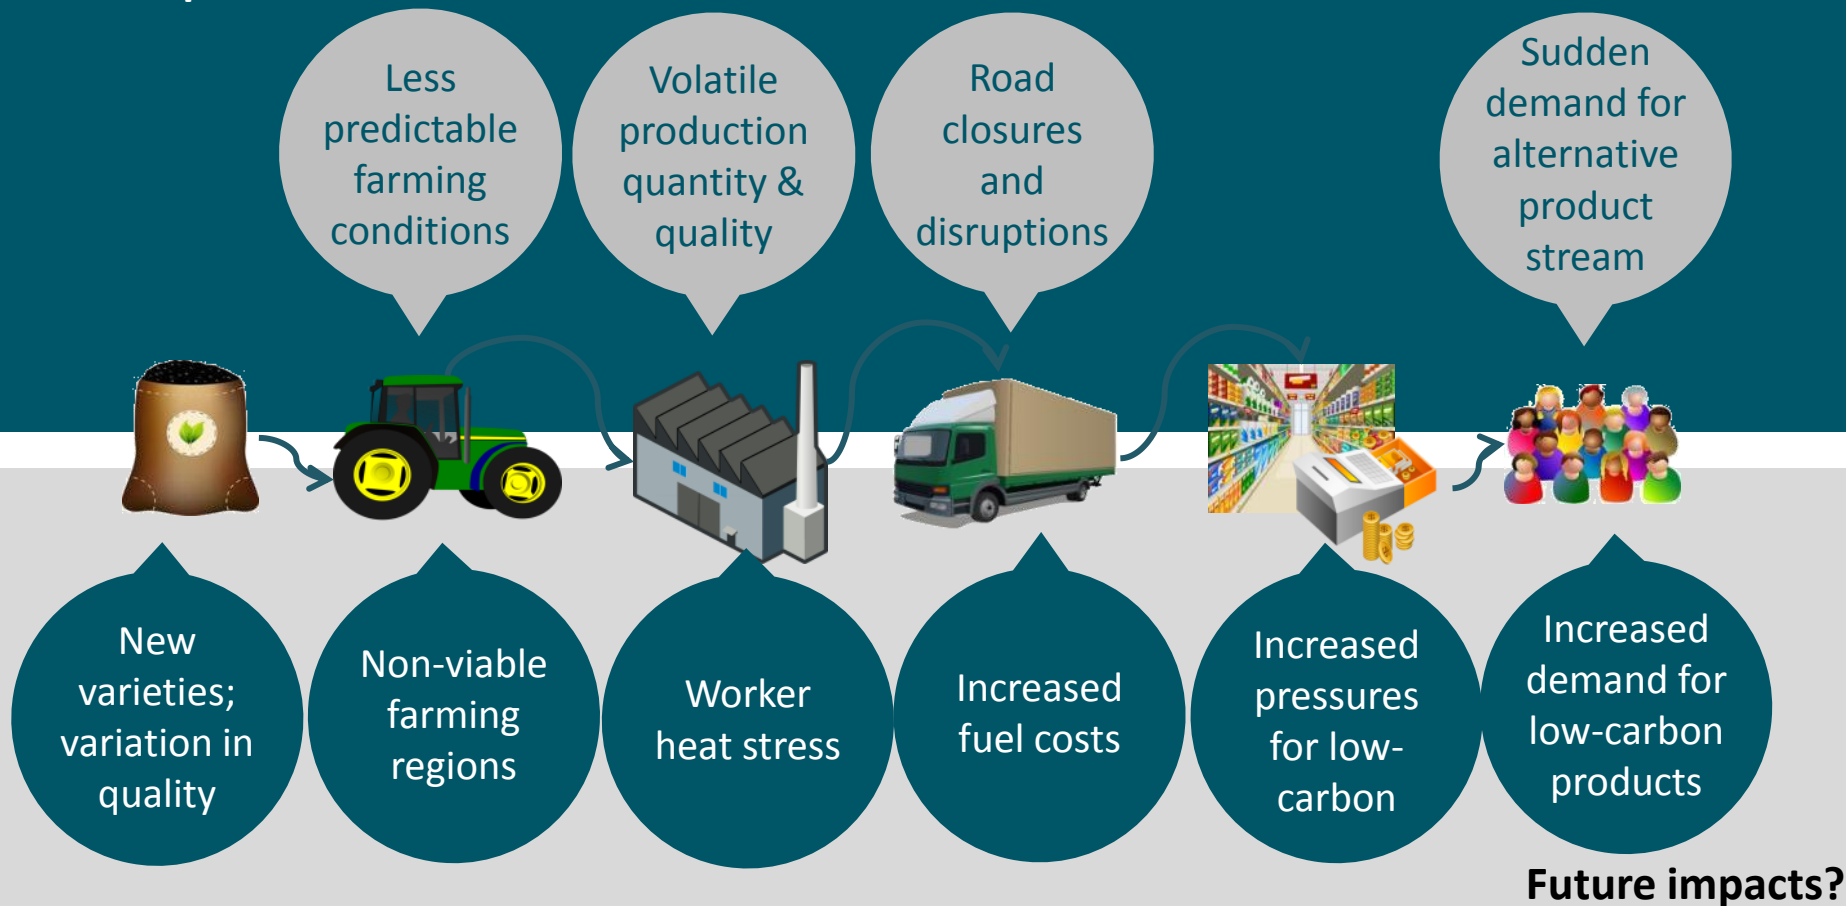 Less
predictable
farming
conditions
Volatile
production
quantity &
quality
Road
closures
and
disruptions
Sudden
demand for
alternative
product
stream
New
varieties;
variation in
quality
Non-viable
farming
regions
Worker
heat stress
Increased
fuel costs
Increased
pressures
for low-
carbon
Increased
demand for
low-carbon
products
Future impacts?